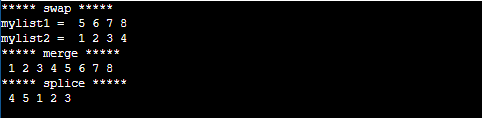 ***** swap *****
mylist1 =  5 6 7 8
mylist2 =  1 2 3 4
***** merge *****
 1 2 3 4 5 6 7 8
***** splice *****
 4 5 1 2 3